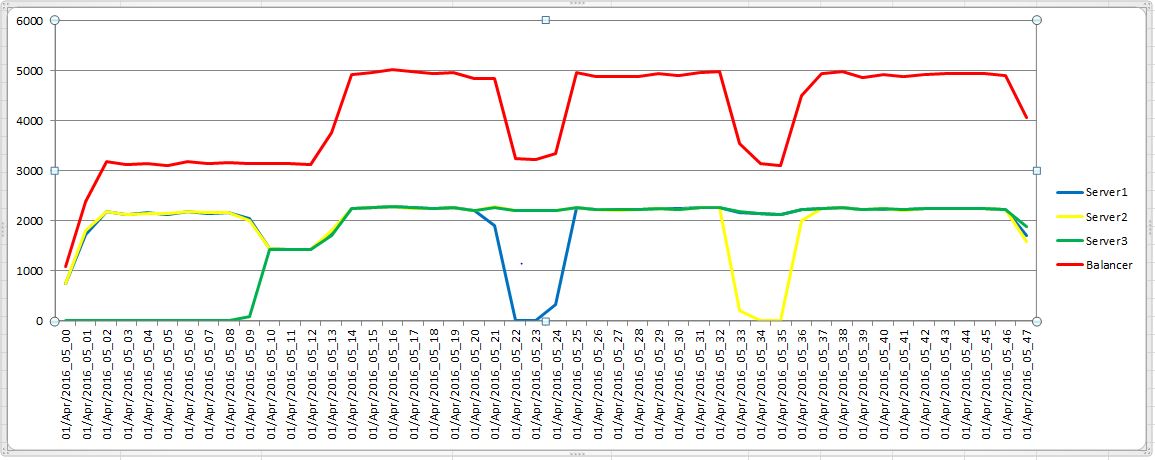 6000
5000
4000
3000
2000
1000
0
01/Apr/2016_05_00
01/Apr/2016_05_01
01/Apr/2016_05_02
01/Apr/2016_05_03
01/Apr/2016_05_04
01/Apr/2016_05_05
01/Apr/2016_05_06
01/Apr/2016_05_07
01/Apr/2016_05_08
01/Apr/2016_05_09
01/Apr/2016_05_10
01/Apr/2016_05_11
01/Apr/2016_05_12
01/Apr/2016_05_13
01/Apr/2016_05_14
01/Apr/2016_05_15
01/Apr/2016_05_16
01/Apr/2016_05_17
01/Apr/2016_05_18
01/Apr/2016_05_19
01/Apr/2016_05_20
01/Apr/2016_05_21
01/Apr/2016_05_22
01/Apr/2016_05_23
01/Apr/2016_05_24
01/Apr/2016_05_25
01/Apr/2016_05_26
01/Apr/2016_05_27
01/Apr/2016_05_28
01/Apr/2016_05_29
01/Apr/2016_05_30
01/Apr/2016_05_31
01/Apr/2016_05_32
01/Apr/2016_05_33
01/Apr/2016_05_34
01/Apr/2016_05_35
01/Apr/2016_05_36
01/Apr/2016_05_37
01/Apr/2016_05_38
01/Apr/2016_05_39
01/Apr/2016_05_40
01/Apr/2016_05_41
01/Apr/2016_05_42
01/Apr/2016_05_43
01/Apr/2016_05_44
01/Apr/2016_05_45
01/Apr/2016_05_46
01/Apr/2016_05_47
Server1
Server2
Server3
Balancer